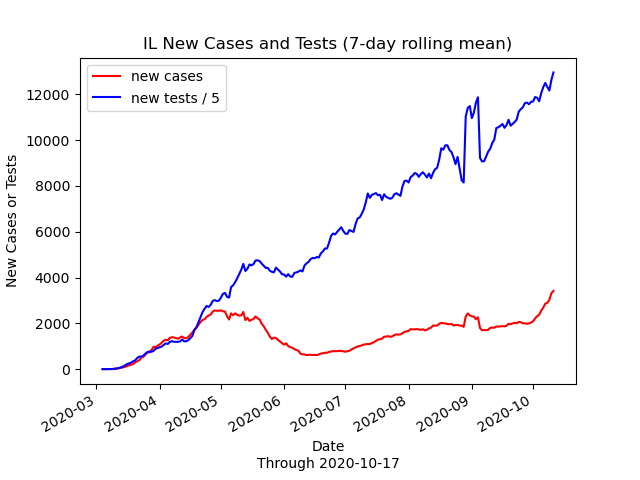 IL New Cases and Tests (7-day rolling mean)
new cases
new tests / 5
New Cases or Tests
12000
10000
8000
6000
4000
2000
0
2020-03
2020-04
2020-05
2020-06
2020-07
2020-08
2020-09
2020-10
Date
Through 2020-10-17